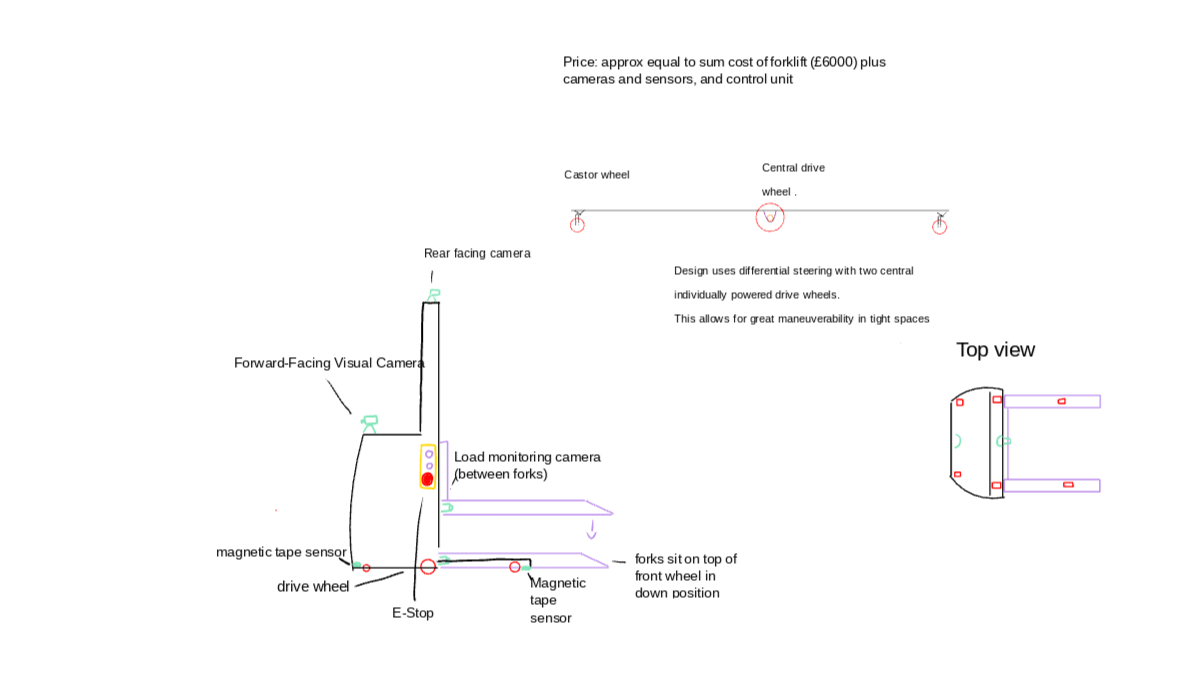 Price: approx equal to sum cost of forklift (£6000) plus
cameras and sensors, and control unit
Castor wheel
Central drive
wheel .
Rear facing camera
Design uses differential steering with two central
individually powered drive wheels.
This allows for great maneuverability in tight spaces
Top view
Forward-Facing Visual Camera
Load monitoring camera
(between forks)
magnetic tape sensor
drive wheel
E-Stop
Magnetic
tape
sensor
forks sit on top of
front wheel in
down position